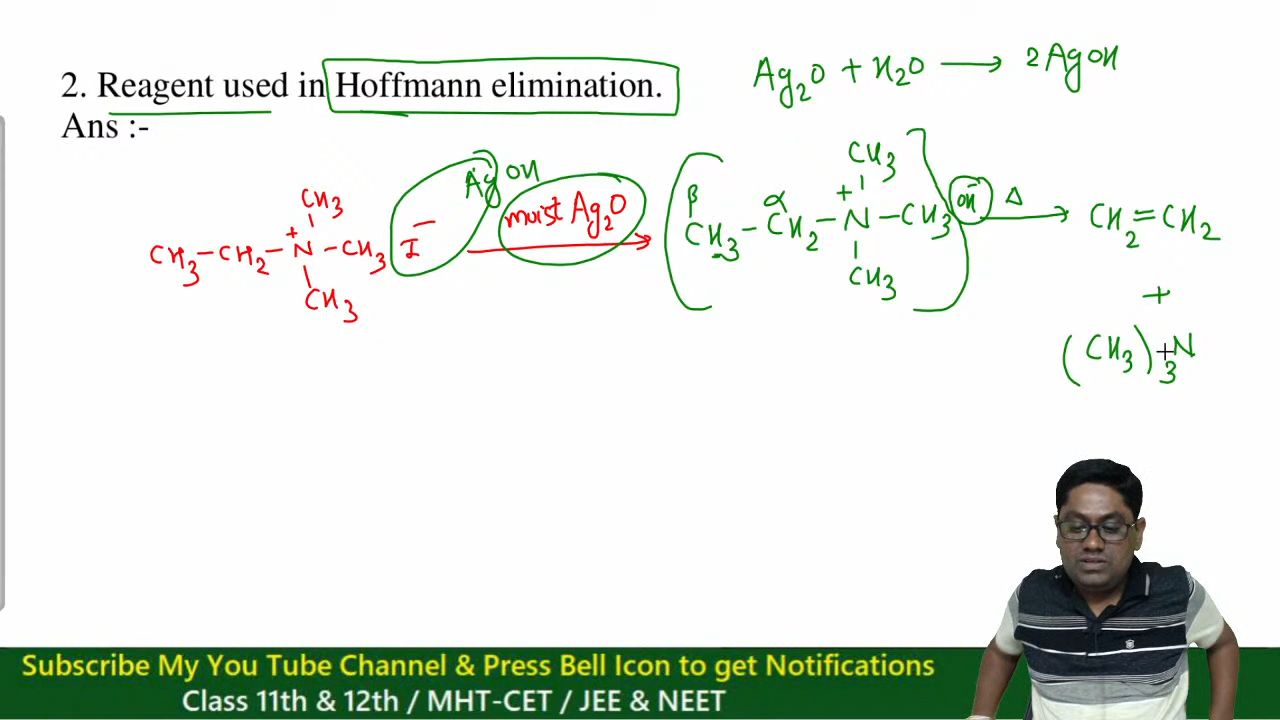 2. Reagent used in Hoffmann elimination.
Ag₂O + H₂O ⟶ 2AgOH
Ans :-
CH₃–CH₂–N⁺(CH₃)(CH₃)–CH₃ I⁻
AgOH
moist Ag₂O
[β CH₃–α CH₂–N⁺(CH₃)(CH₃)–CH₃] OH⁻
Δ
CH₂=CH₂
+
(CH₃)₃N
Subscribe My You Tube Channel & Press Bell Icon to get Notifications
Class 11th & 12th / MHT-CET / JEE & NEET